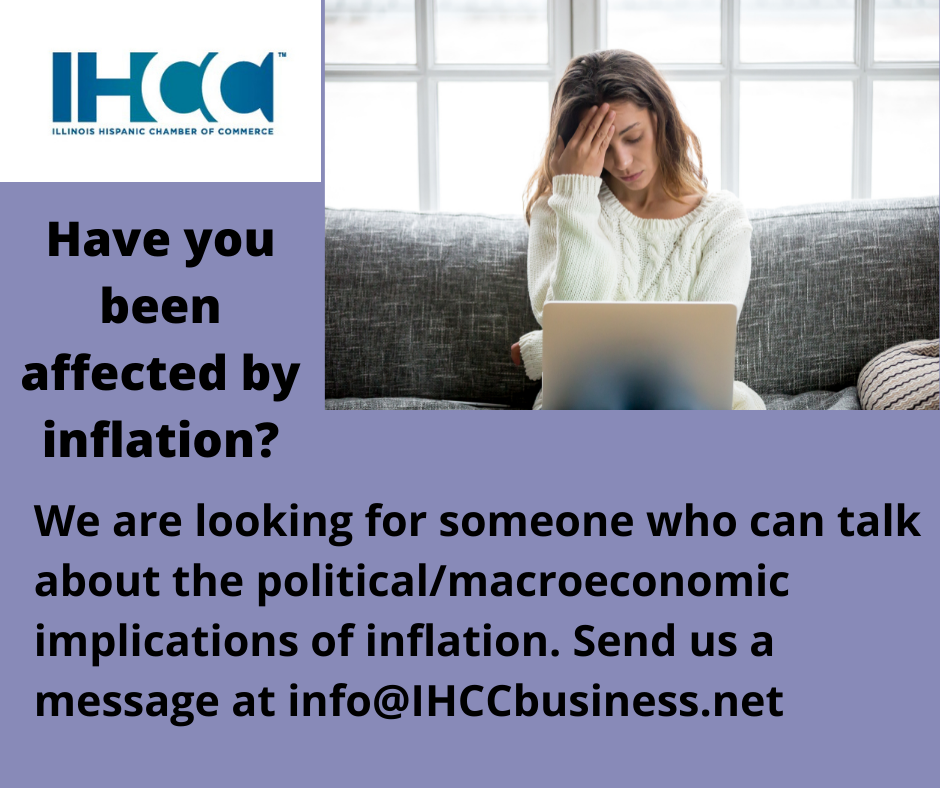 IHCC™
ILLINOIS HISPANIC CHAMBER OF COMMERCE
Have you
been
affected by
inflation?
We are looking for someone who can talk
about the political/macroeconomic
implications of inflation. Send us a
message at info@IHCCbusiness.net